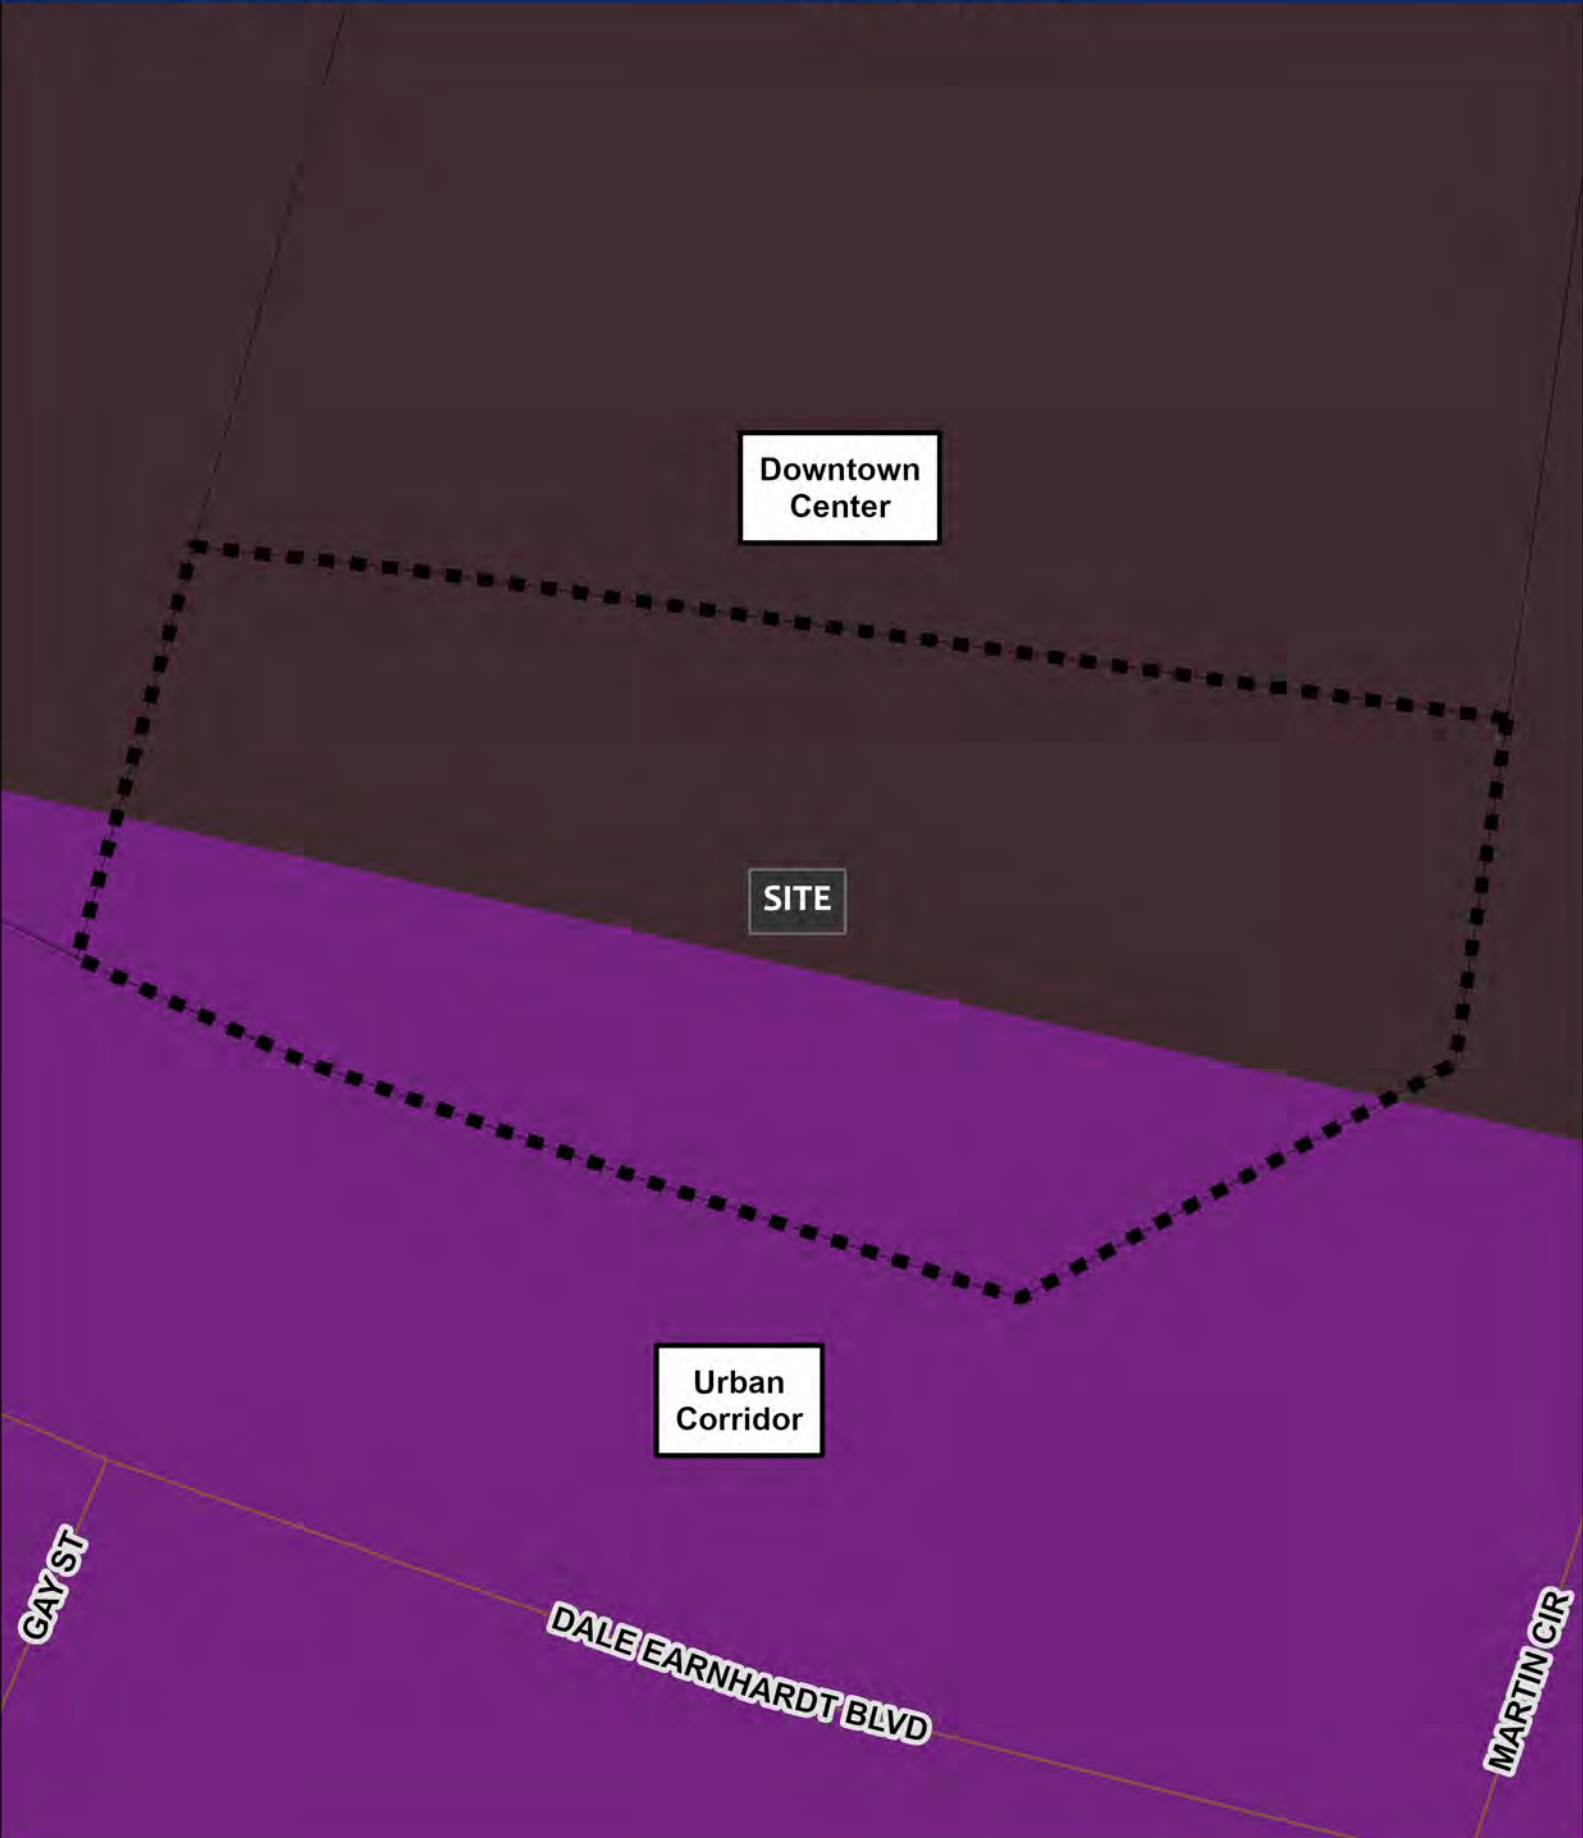 Downtown
Center
SITE
Urban
Corridor
GAY ST
DALE EARNHARDT BLVD
MARTIN CIR